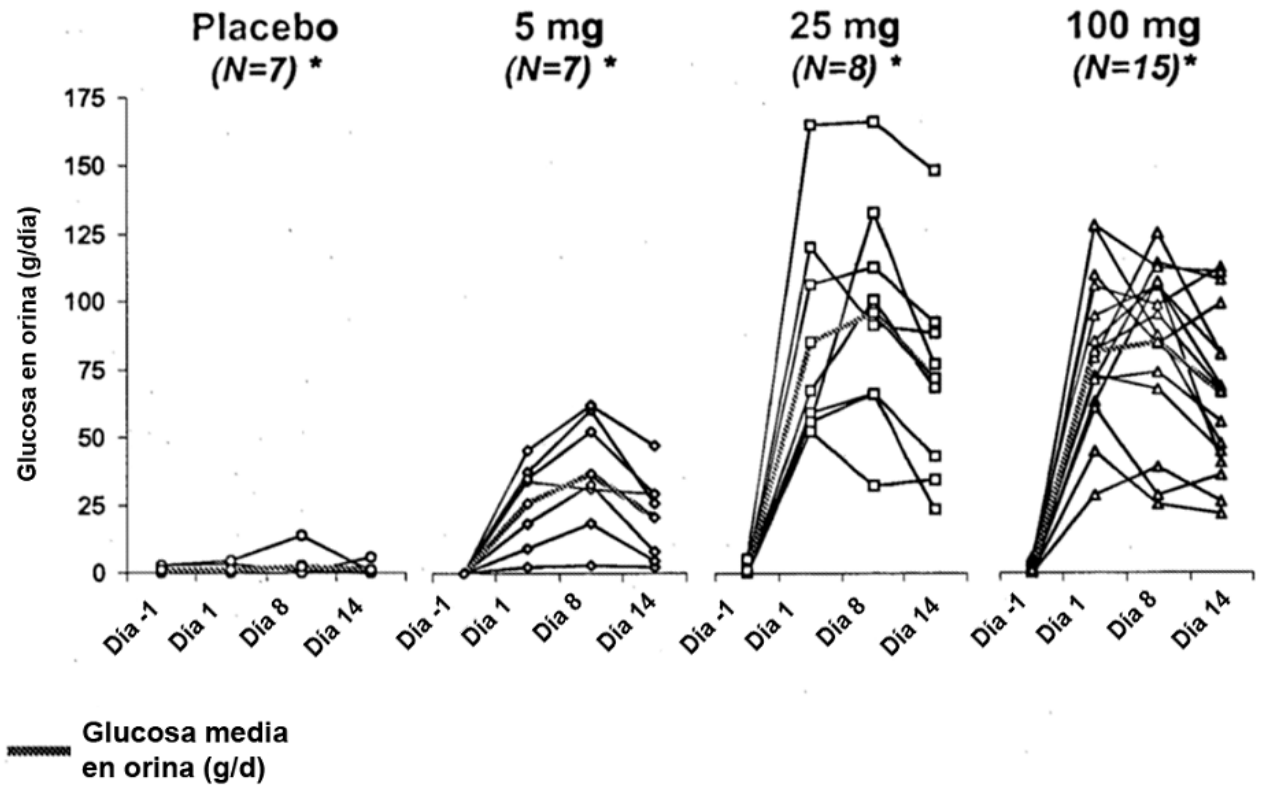 Placebo
(N=7) *
5 mg
(N=7) *
25 mg
(N=8) *
100 mg
(N=15)*
Glucosa en orina (g/día)
175
150
125
100
75
50
25
0
Día -1
Día 1
Día 8
Día 14
Día -1
Día 1
Día 8
Día 14
Día -1
Día 1
Día 8
Día 14
Día -1
Día 1
Día 8
Día 14
Glucosa media
en orina (g/d)